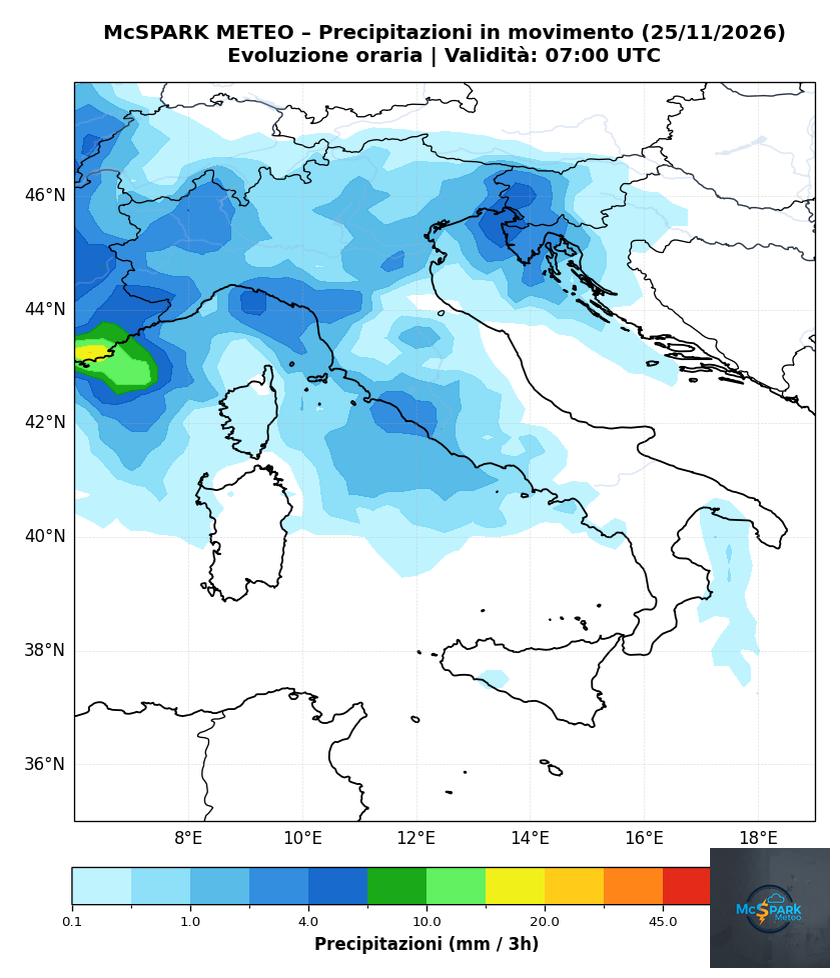 McSPARK METEO – Precipitazioni in movimento (25/11/2026)
Evoluzione oraria | Validità: 07:00 UTC
46°N
44°N
42°N
40°N
38°N
36°N
8°E 10°E 12°E 14°E 16°E 18°E
0.1 1.0 4.0 10.0 20.0 45.0
Precipitazioni (mm / 3h)
McSPARK
Meteo